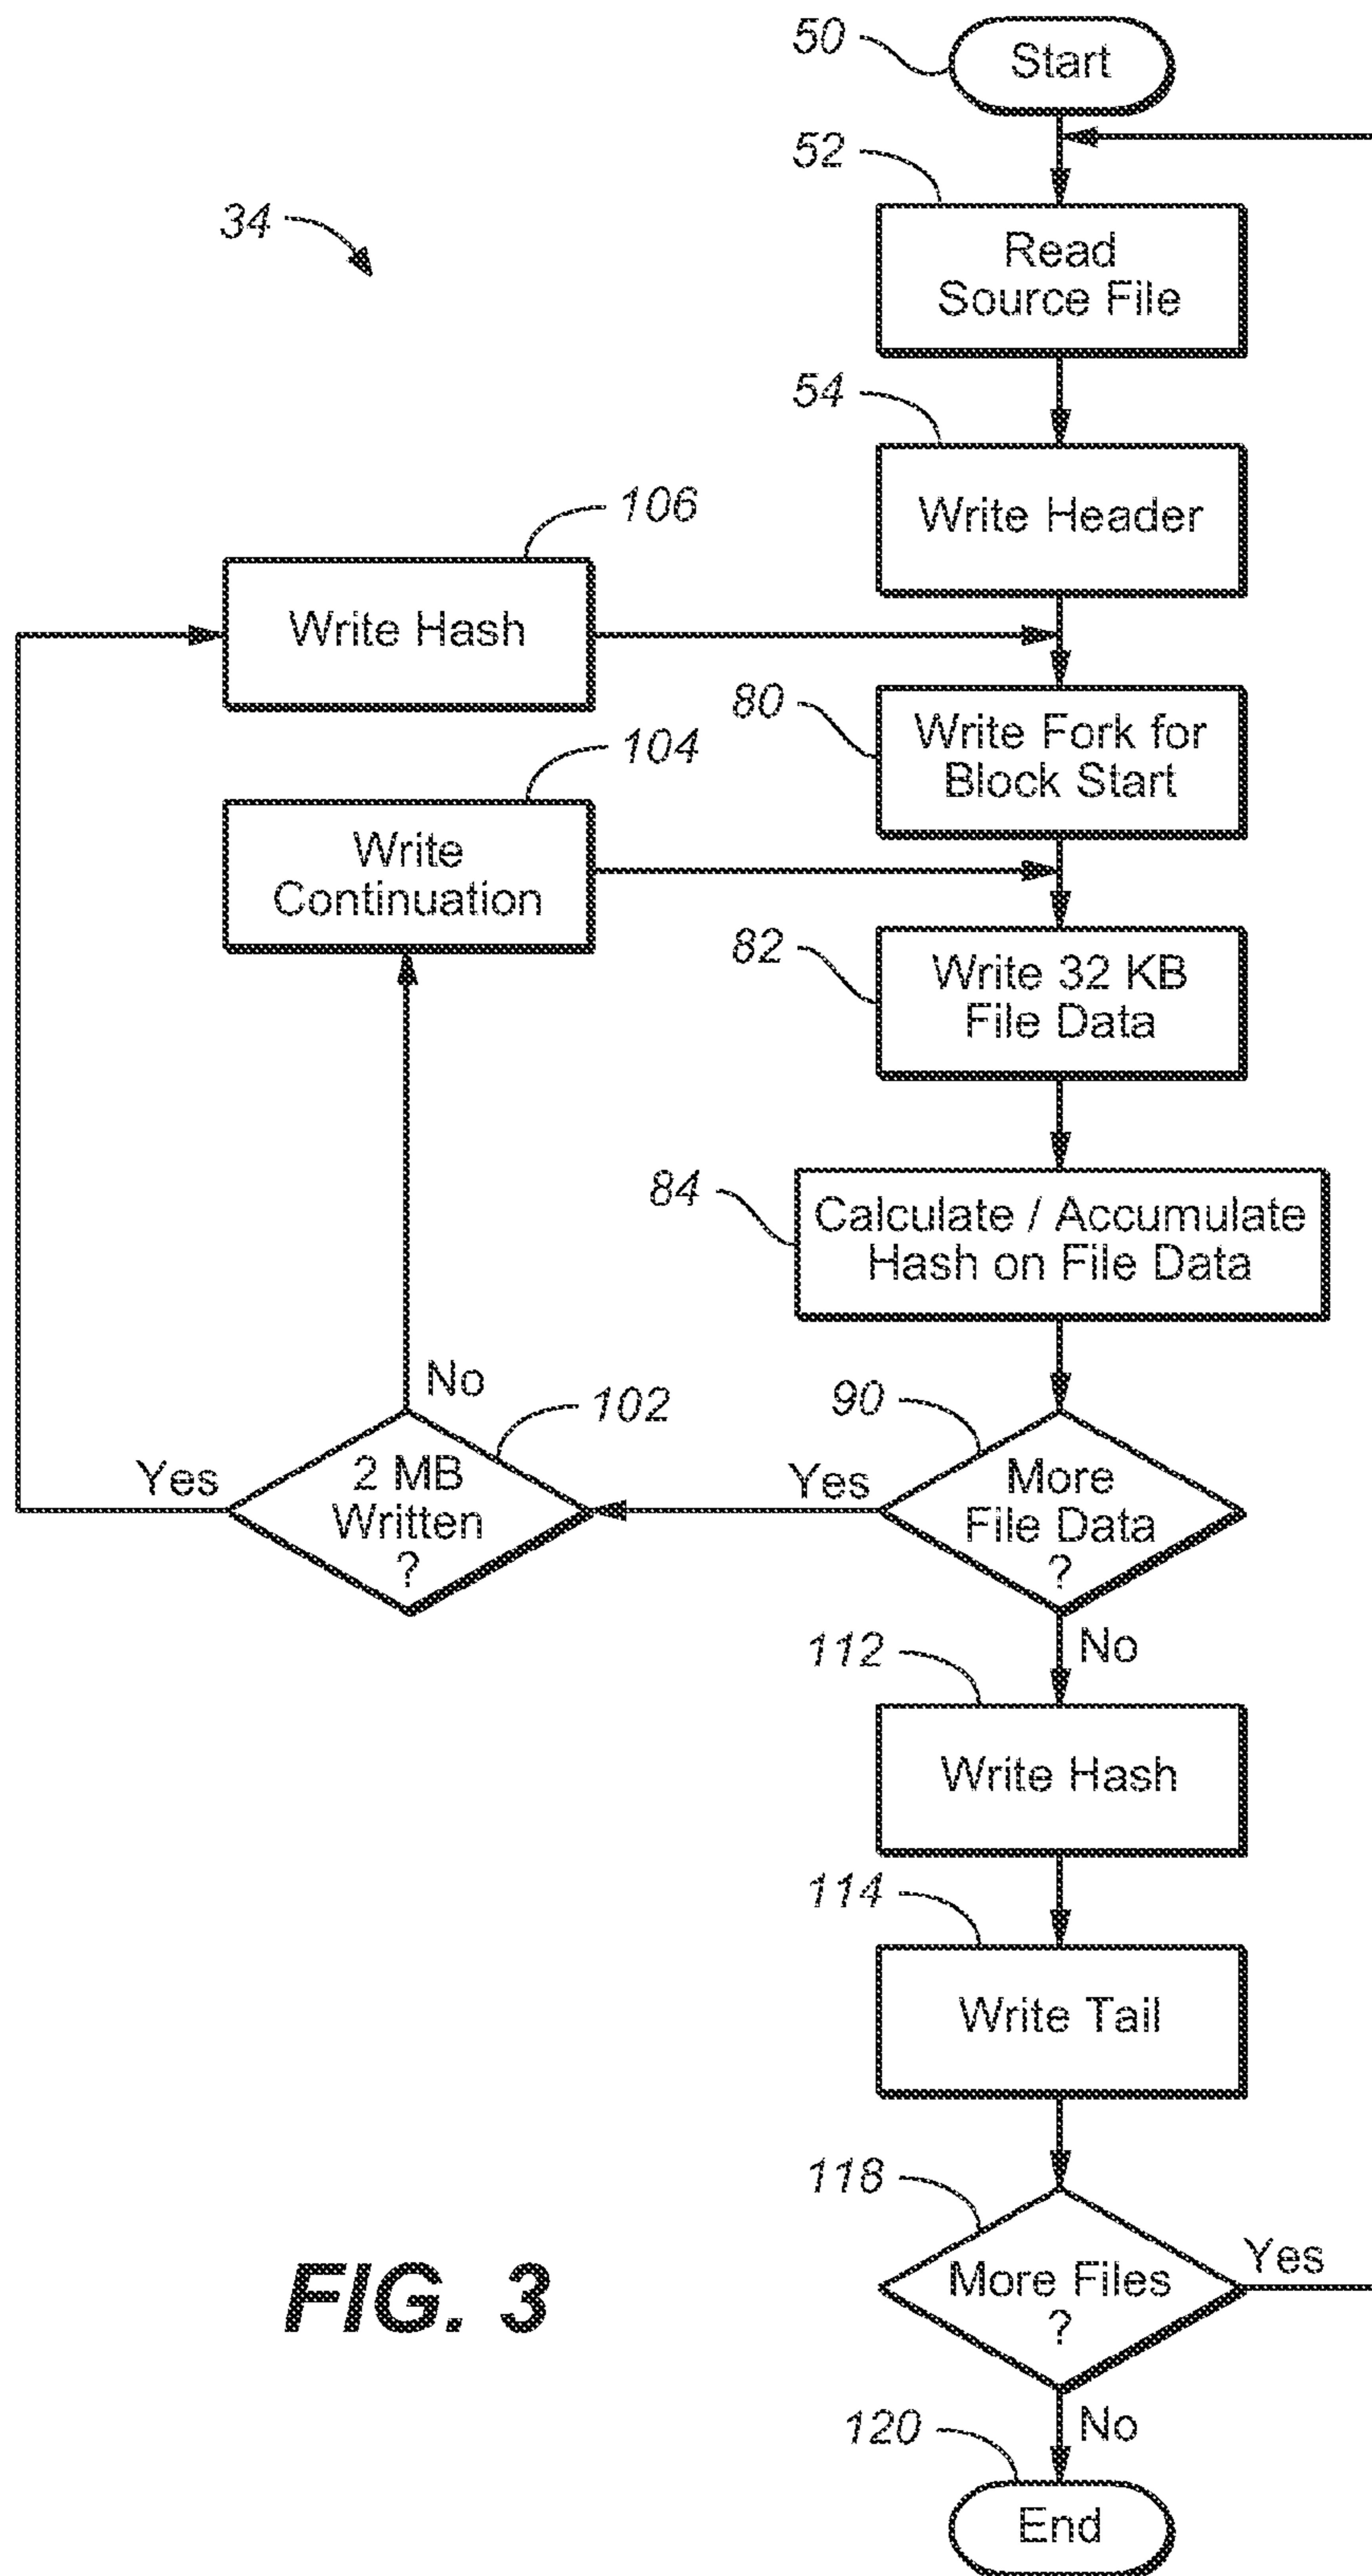 50
Start
52
34
Read
Source File
54
Write Header
106
Write Hash
80
Write Fork for
Block Start
104
Write
Continuation
82
Write 32 KB
File Data
84
Calculate / Accumulate
Hash on File Data
No
102
90
Yes
2 MB
Written
?
Yes
More
File Data
?
No
112
Write Hash
114
Write Tail
118
Yes
More Files
?
FIG. 3
No
120
End